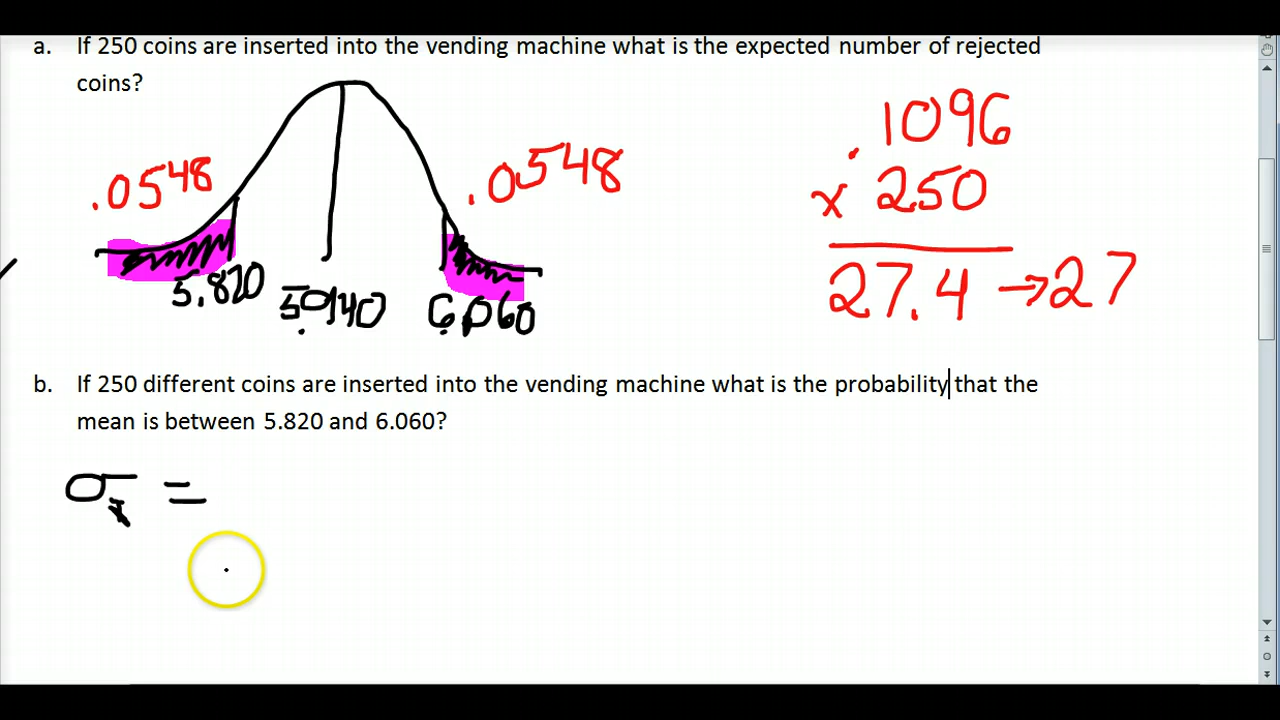 a. If 250 coins are inserted into the vending machine what is the expected number of rejected
coins?
.1096
x 250
27.4 → 27
.0548 .0548
5.820 6.060
b. If 250 different coins are inserted into the vending machine what is the probability that the
mean is between 5.820 and 6.060?
σx̄ =